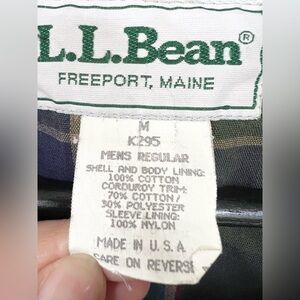 L.L.Bean®
FREEPORT, MAINE
M
K295
MENS REGULAR
SHELL AND BODY LINING:
100% COTTON
CORDUROY TRIM:
70% COTTON/
30% POLYESTER
SLEEVE LINING:
100% NYLON
MADE IN U.S.A
CARE ON REVERSE